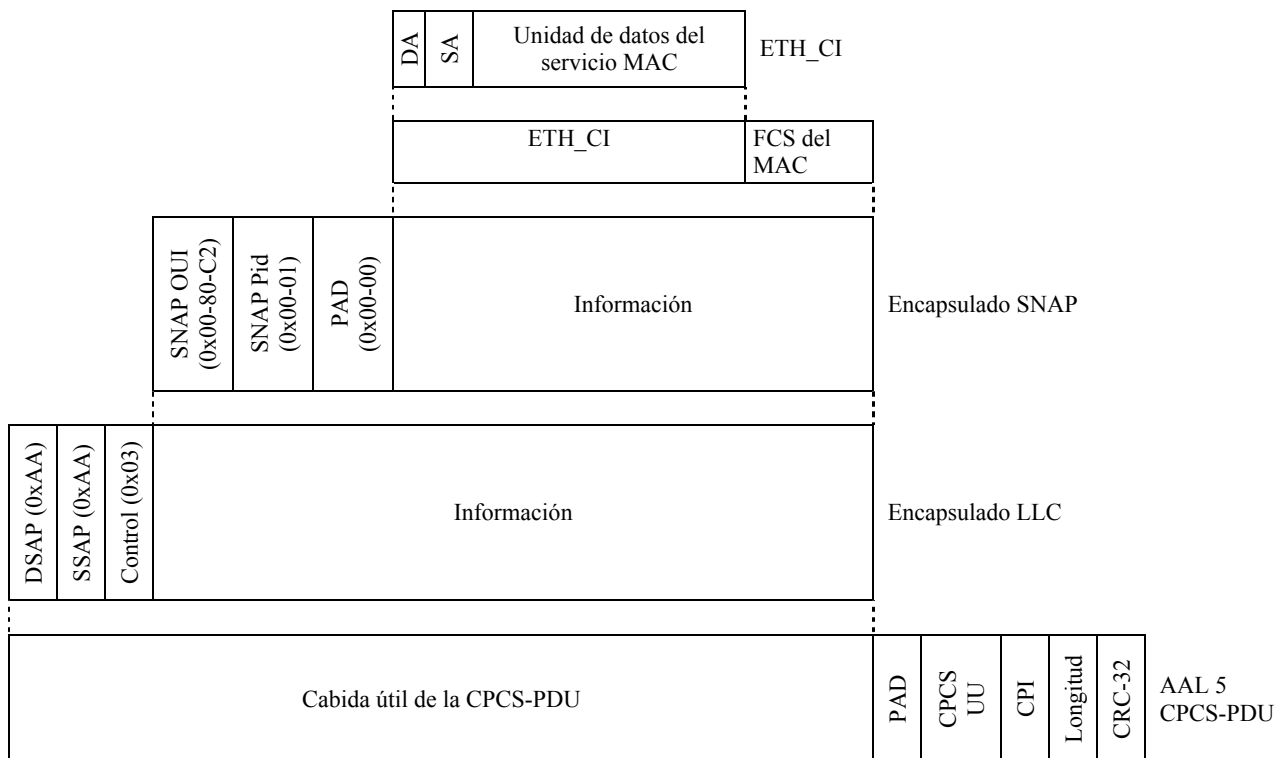 DA
SA
Unidad de datos del
servicio MAC
ETH_CI
ETH_CI
FCS del
MAC
SNAP OUI
(0x00-80-C2)
SNAP Pid
(0x00-01)
PAD
(0x00-00)
Información
Encapsulado SNAP
DSAP (0xAA)
SSAP (0xAA)
Control (0x03)
Información
Encapsulado LLC
Cabida útil de la CPCS-PDU
PAD
CPCS
UU
CPI
Longitud
CRC-32
AAL 5
CPCS-PDU